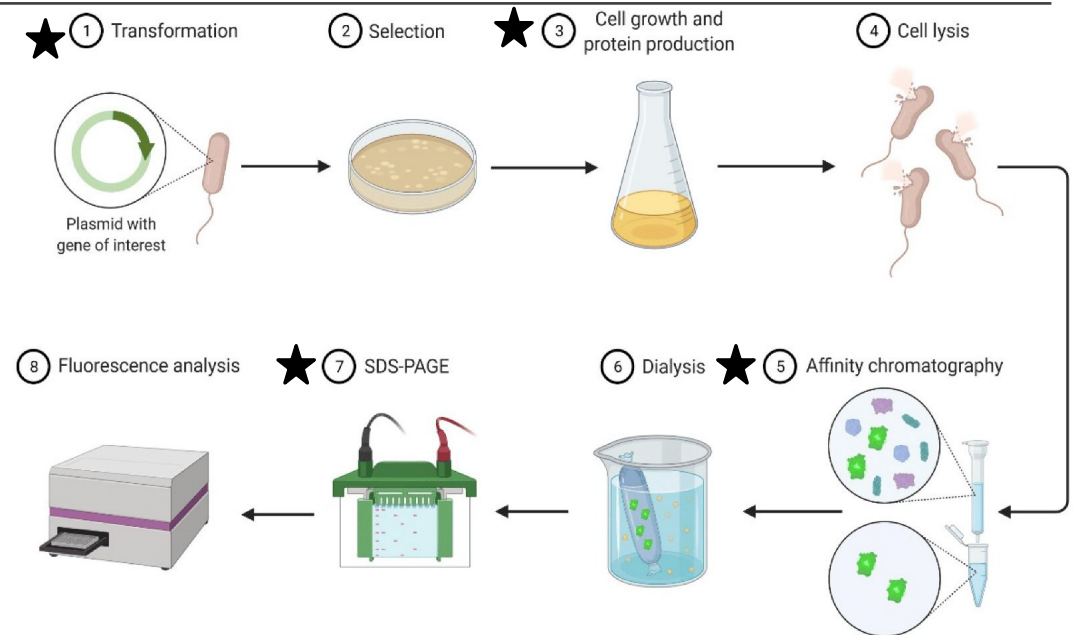 1 Transformation
2 Selection
3 Cell growth and
protein production
4 Cell lysis
Plasmid with
gene of interest
8 Fluorescence analysis
7 SDS-PAGE
6 Dialysis
5 Affinity chromatography